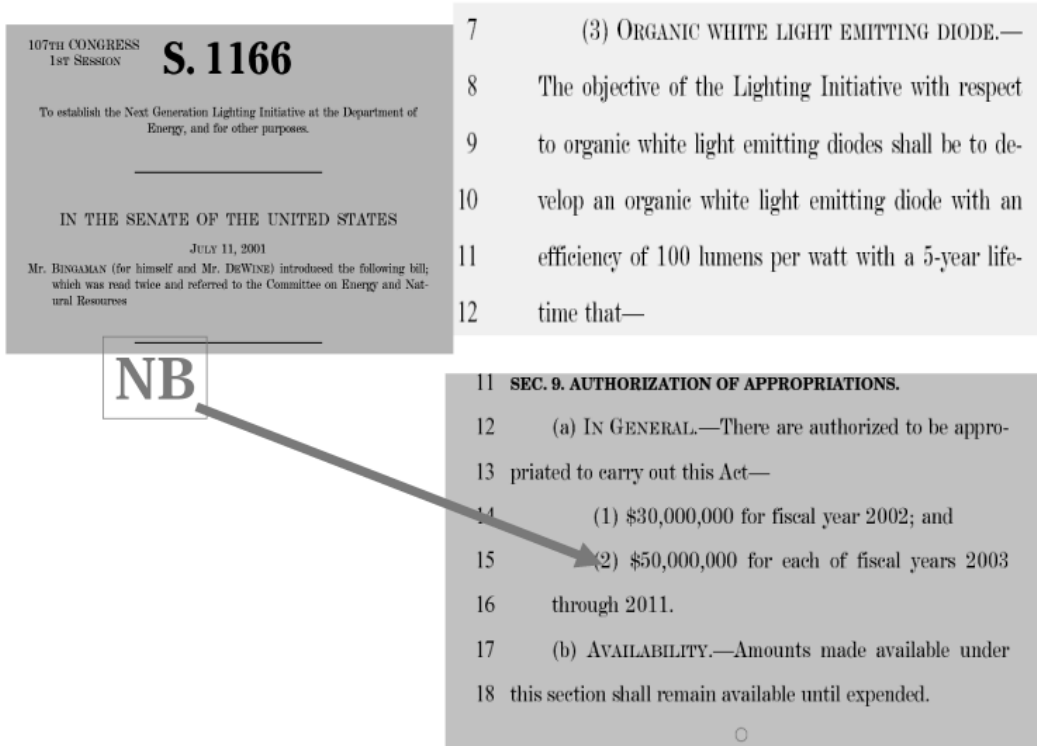 107TH CONGRESS
1ST SESSION
S. 1166
To establish the Next Generation Lighting Initiative at the Department of
Energy, and for other purposes.
IN THE SENATE OF THE UNITED STATES
JULY 11, 2001
Mr. BINGAMAN (for himself and Mr. DEWINE) introduced the following bill;
which was read twice and referred to the Committee on Energy and Nat-
ural Resources
NB
7 (3) ORGANIC WHITE LIGHT EMITTING DIODE.—
8 The objective of the Lighting Initiative with respect
9 to organic white light emitting diodes shall be to de-
10 velop an organic white light emitting diode with an
11 efficiency of 100 lumens per watt with a 5-year life-
12 time that—
11 SEC. 9. AUTHORIZATION OF APPROPRIATIONS.
12 (a) IN GENERAL.—There are authorized to be appro-
13 priated to carry out this Act—
14 (1) $30,000,000 for fiscal year 2002; and
15 (2) $50,000,000 for each of fiscal years 2003
16 through 2011.
17 (b) AVAILABILITY.—Amounts made available under
18 this section shall remain available until expended.